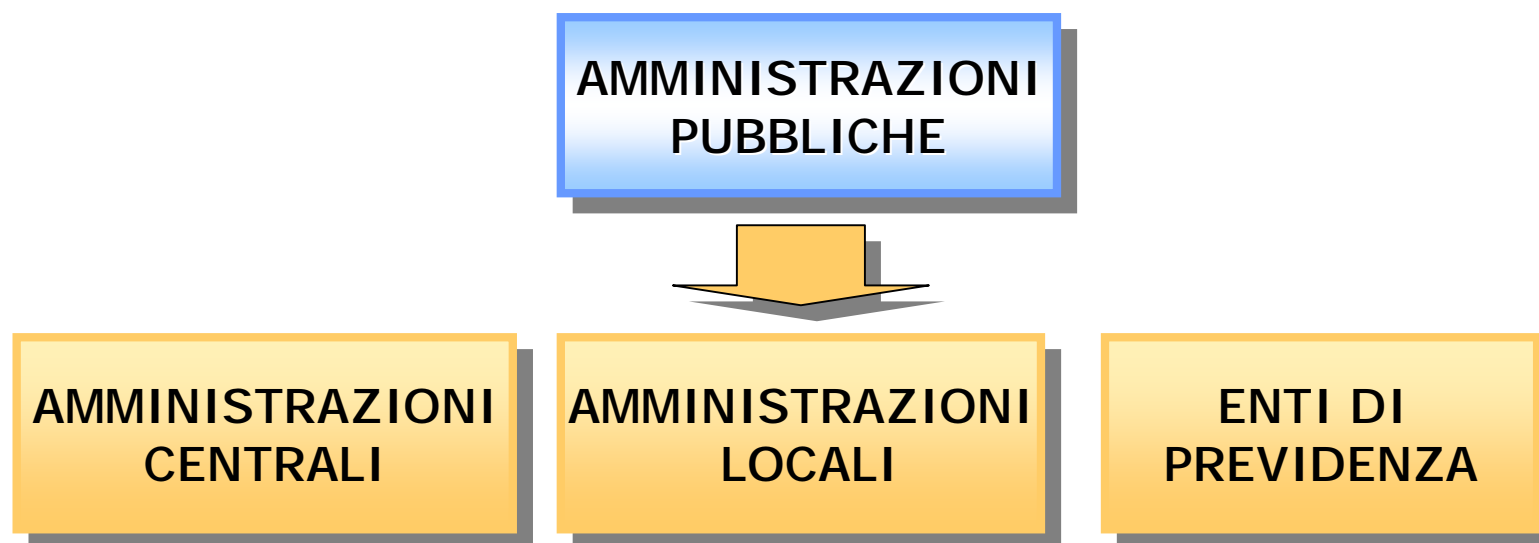 AMMINISTRAZIONI
PUBBLICHE
AMMINISTRAZIONI
CENTRALI
AMMINISTRAZIONI
LOCALI
ENTI DI
PREVIDENZA